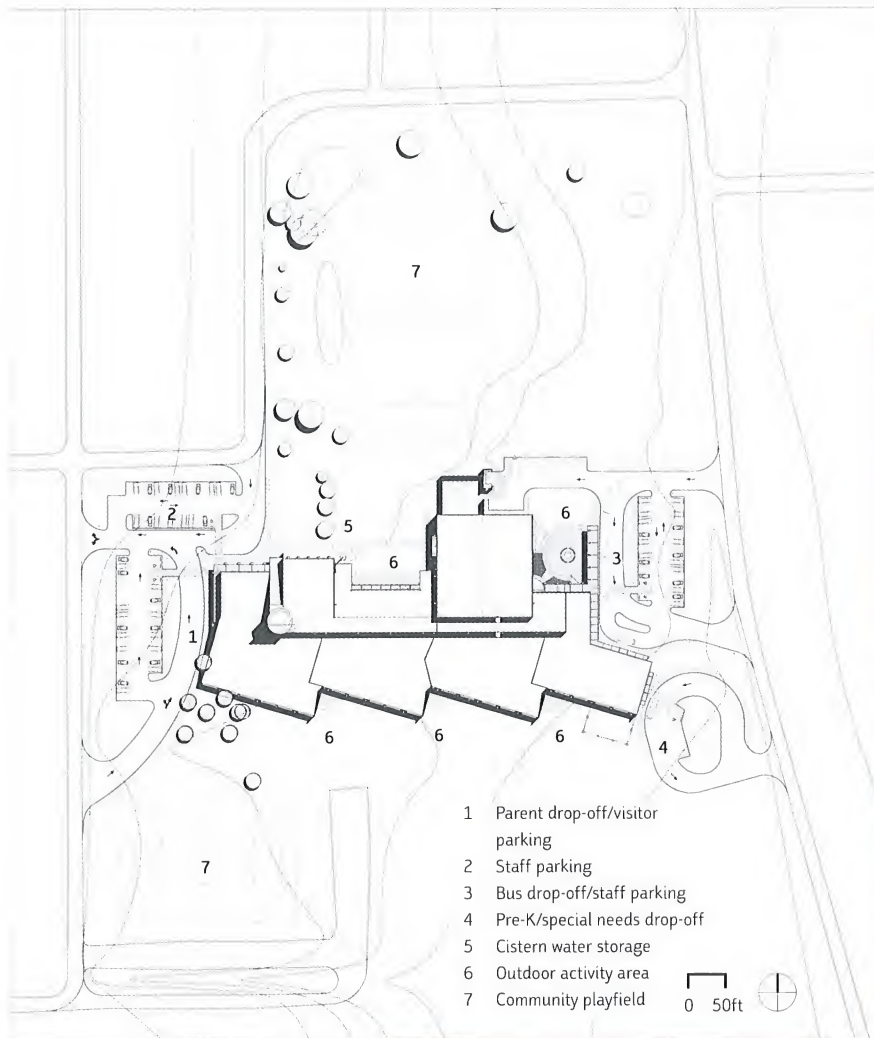 7
2
5
6
6
3
1
6
6
6
4
7
1 Parent drop-off/visitor
parking
2 Staff parking
3 Bus drop-off/staff parking
4 Pre-K/special needs drop-off
5 Cistern water storage
6 Outdoor activity area
7 Community playfield
0 50ft